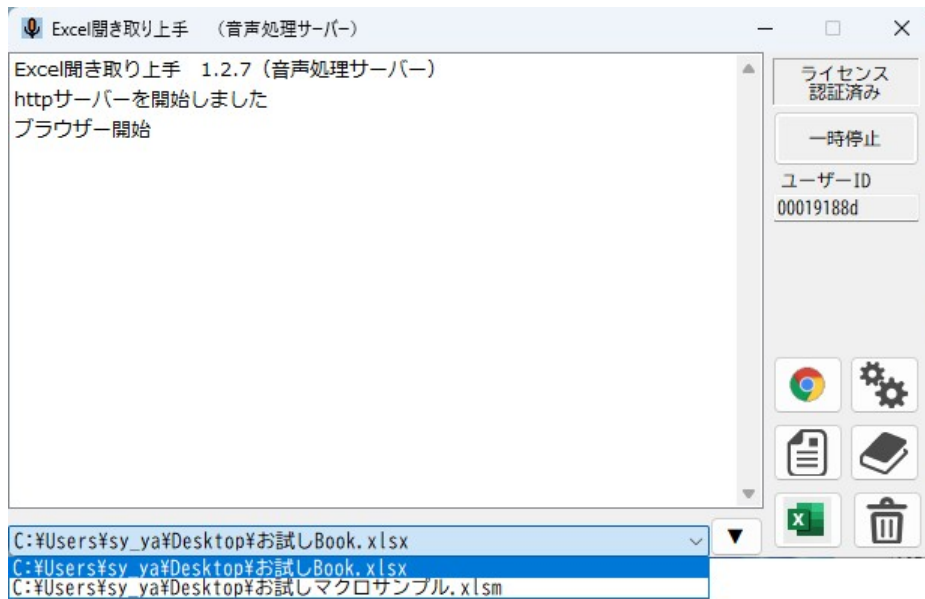 Excel聞き取り上手　（音声処理サーバー）
Excel聞き取り上手　1.2.7（音声処理サーバー）
httpサーバーを開始しました
ブラウザー開始
ライセンス
認証済み
一時停止
ユーザーID
00019188d
C:¥Users¥sy_ya¥Desktop¥お試しBook.xlsx
C:¥Users¥sy_ya¥Desktop¥お試しBook.xlsx
C:¥Users¥sy_ya¥Desktop¥お試しマクロサンプル.xlsm